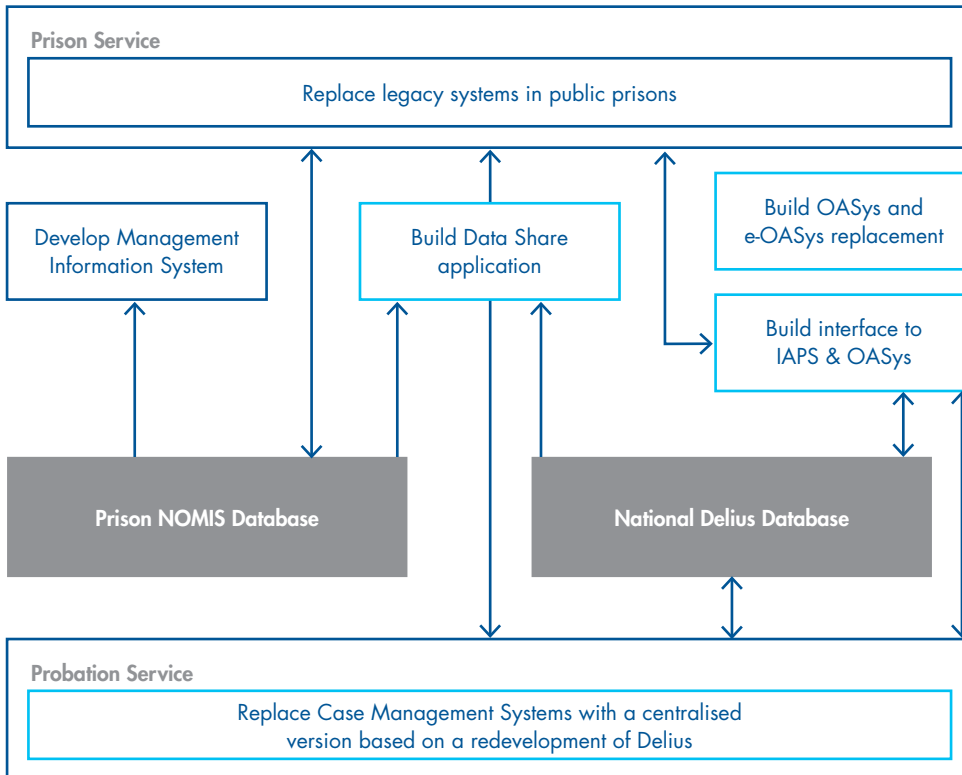 Prison Service
Replace legacy systems in public prisons
Develop Management
Information System
Build Data Share
application
Build OASys and
e-OASys replacement
Build interface to
IAPS & OASys
Prison NOMIS Database
National Delius Database
Probation Service
Replace Case Management Systems with a centralised
version based on a redevelopment of Delius